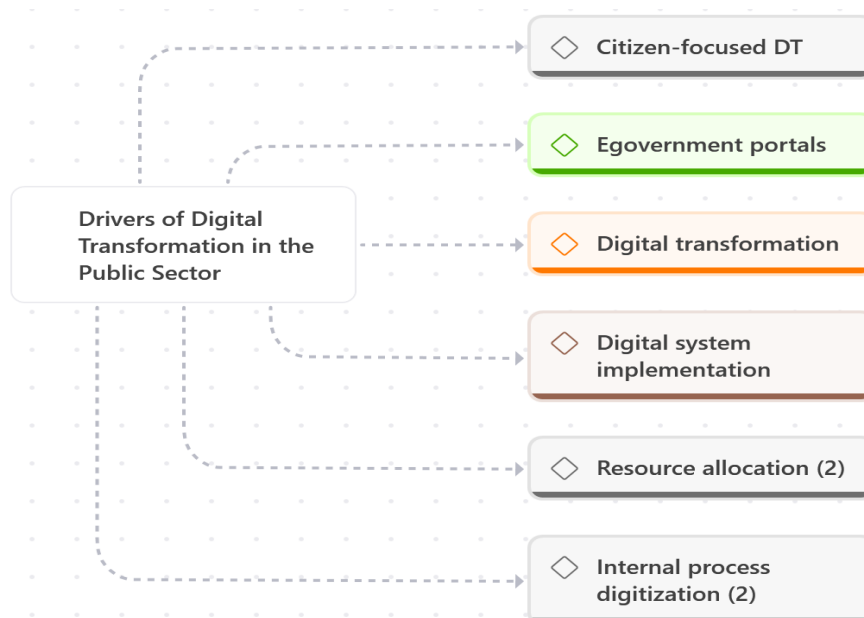 Citizen-focused DT
Egovernment portals
Drivers of Digital
Transformation in the
Public Sector
Digital transformation
Digital system
implementation
Resource allocation (2)
Internal process
digitization (2)